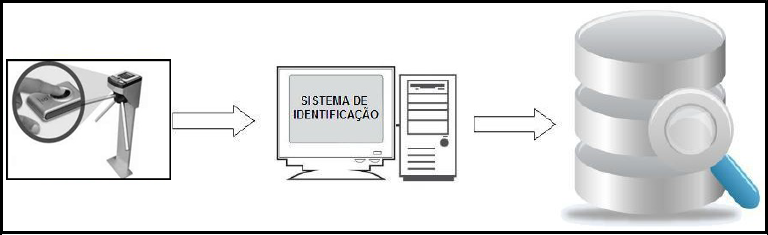 SISTEMA DE
IDENTIFICAÇÃO